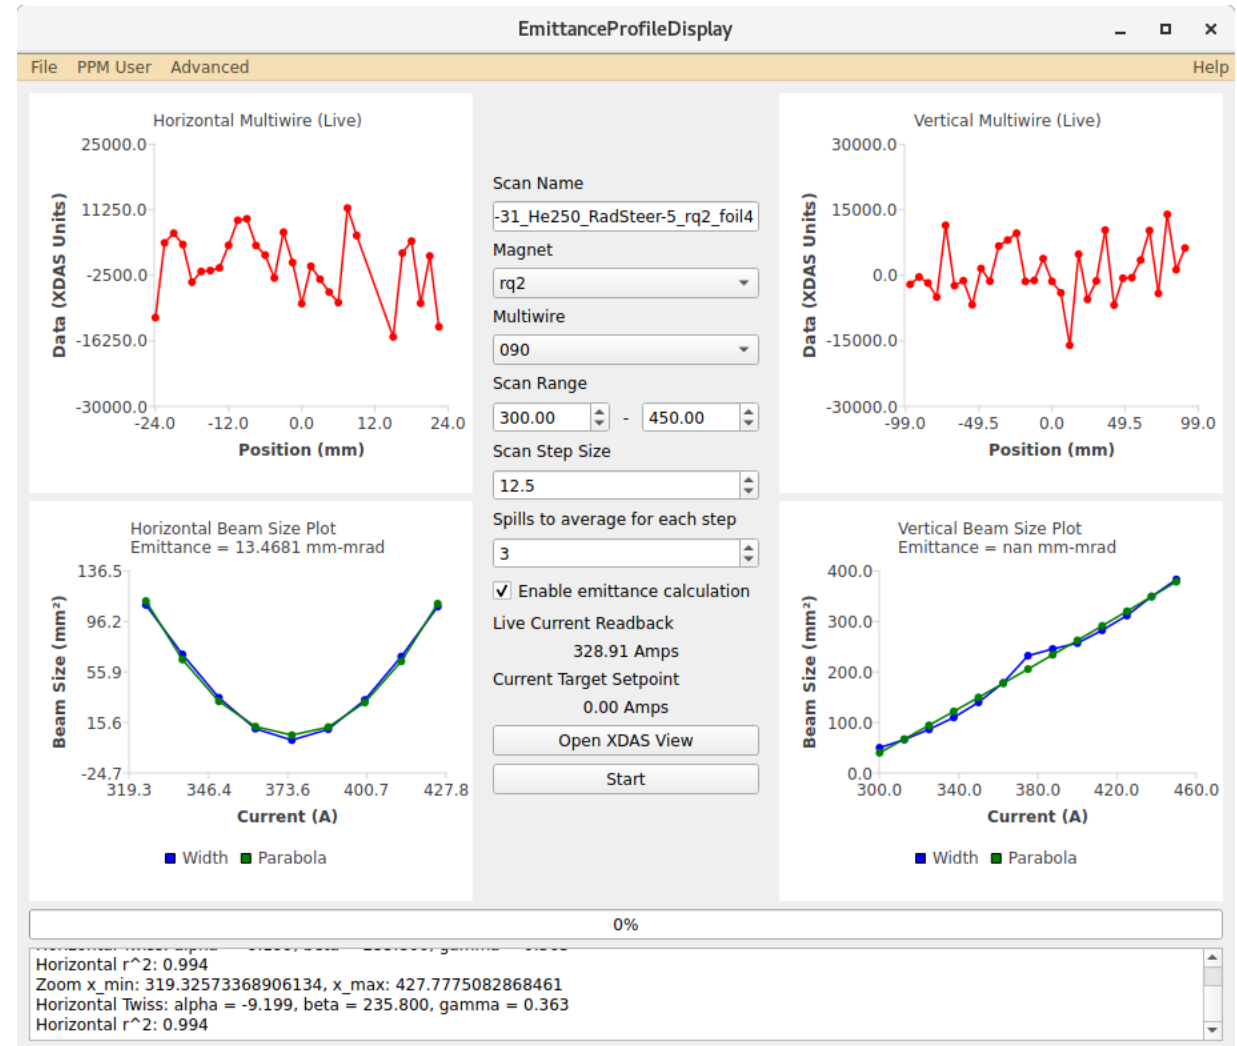 EmittanceProfileDisplay
File PPM User Advanced Help
Horizontal Multiwire (Live)
25000.0
11250.0
-2500.0
-16250.0
-30000.0
Data (XDAS Units)
-24.0 -12.0 0.0 12.0 24.0
Position (mm)
Scan Name
-31_He250_RadSteer-5_rq2_foil4
Magnet
rq2
Multiwire
090
Scan Range
300.00 - 450.00
Scan Step Size
12.5
Spills to average for each step
3
Enable emittance calculation
Live Current Readback
328.91 Amps
Current Target Setpoint
0.00 Amps
Open XDAS View
Start
Vertical Multiwire (Live)
30000.0
15000.0
0.0
-15000.0
-30000.0
Data (XDAS Units)
-99.0 -49.5 0.0 49.5 99.0
Position (mm)
Horizontal Beam Size Plot
Emittance = 13.4681 mm-mrad
136.5
96.2
55.9
15.6
-24.7
Beam Size (mm²)
319.3 346.4 373.6 400.7 427.8
Current (A)
Width Parabola
Vertical Beam Size Plot
Emittance = nan mm-mrad
400.0
300.0
200.0
100.0
0.0
Beam Size (mm²)
300.0 340.0 380.0 420.0 460.0
Current (A)
Width Parabola
0%
Horizontal r^2: 0.994
Zoom x_min: 319.32573368906134, x_max: 427.7775082868461
Horizontal Twiss: alpha = -9.199, beta = 235.800, gamma = 0.363
Horizontal r^2: 0.994